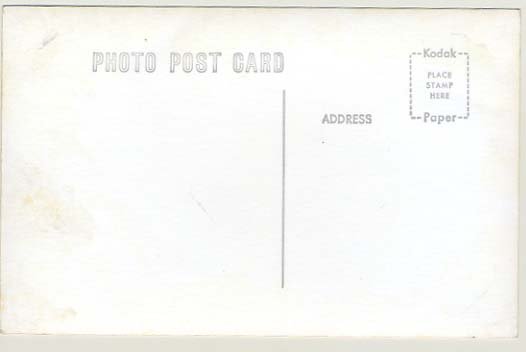 PHOTO POST CARD
Kodak
PLACE
STAMP
HERE
Paper
ADDRESS